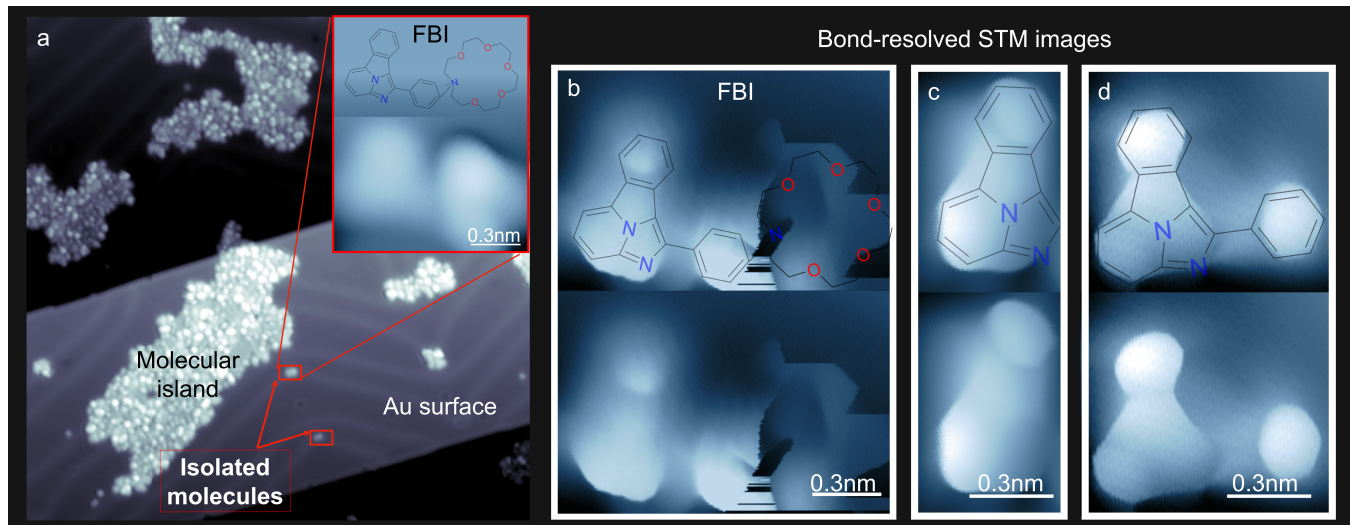 a
FBI
O
O
O
O
O
N
N
N
0.3nm
Molecular
island
Au surface
Isolated
molecules
Bond-resolved STM images
b
FBI
O
O
O
O
O
N
N
N
0.3nm
c
N
N
0.3nm
d
N
N
0.3nm